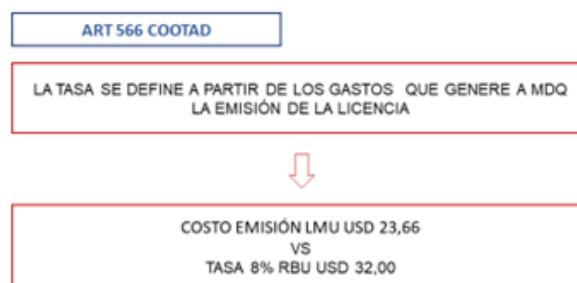 ART 566 COOTAD
LA TASA SE DEFINE A PARTIR DE LOS GASTOS QUE GENERE A MDQ
LA EMISIÓN DE LA LICENCIA
COSTO EMISIÓN LMU USD 23,66
VS
TASA 8% RBU USD 32,00